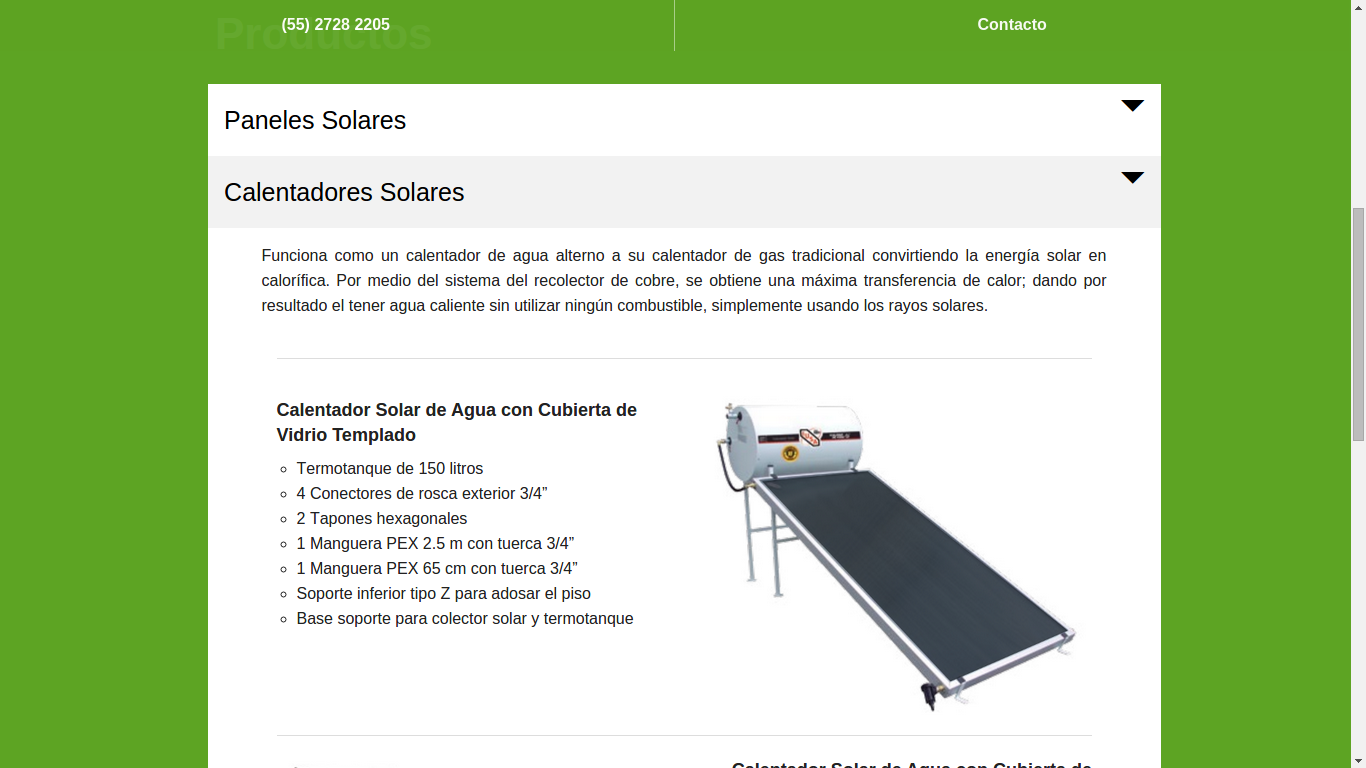 (55) 2728 2205
Contacto
Productos
Paneles Solares
Calentadores Solares
Funciona como un calentador de agua alterno a su calentador de gas tradicional convirtiendo la energía solar en
calorífica. Por medio del sistema del recolector de cobre, se obtiene una máxima transferencia de calor; dando por
resultado el tener agua caliente sin utilizar ningún combustible, simplemente usando los rayos solares.
Calentador Solar de Agua con Cubierta de
Vidrio Templado
Termotanque de 150 litros
4 Conectores de rosca exterior 3/4”
2 Tapones hexagonales
1 Manguera PEX 2.5 m con tuerca 3/4”
1 Manguera PEX 65 cm con tuerca 3/4”
Soporte inferior tipo Z para adosar el piso
Base soporte para colector solar y termotanque
Calentador Solar de Agua con Cubierta de